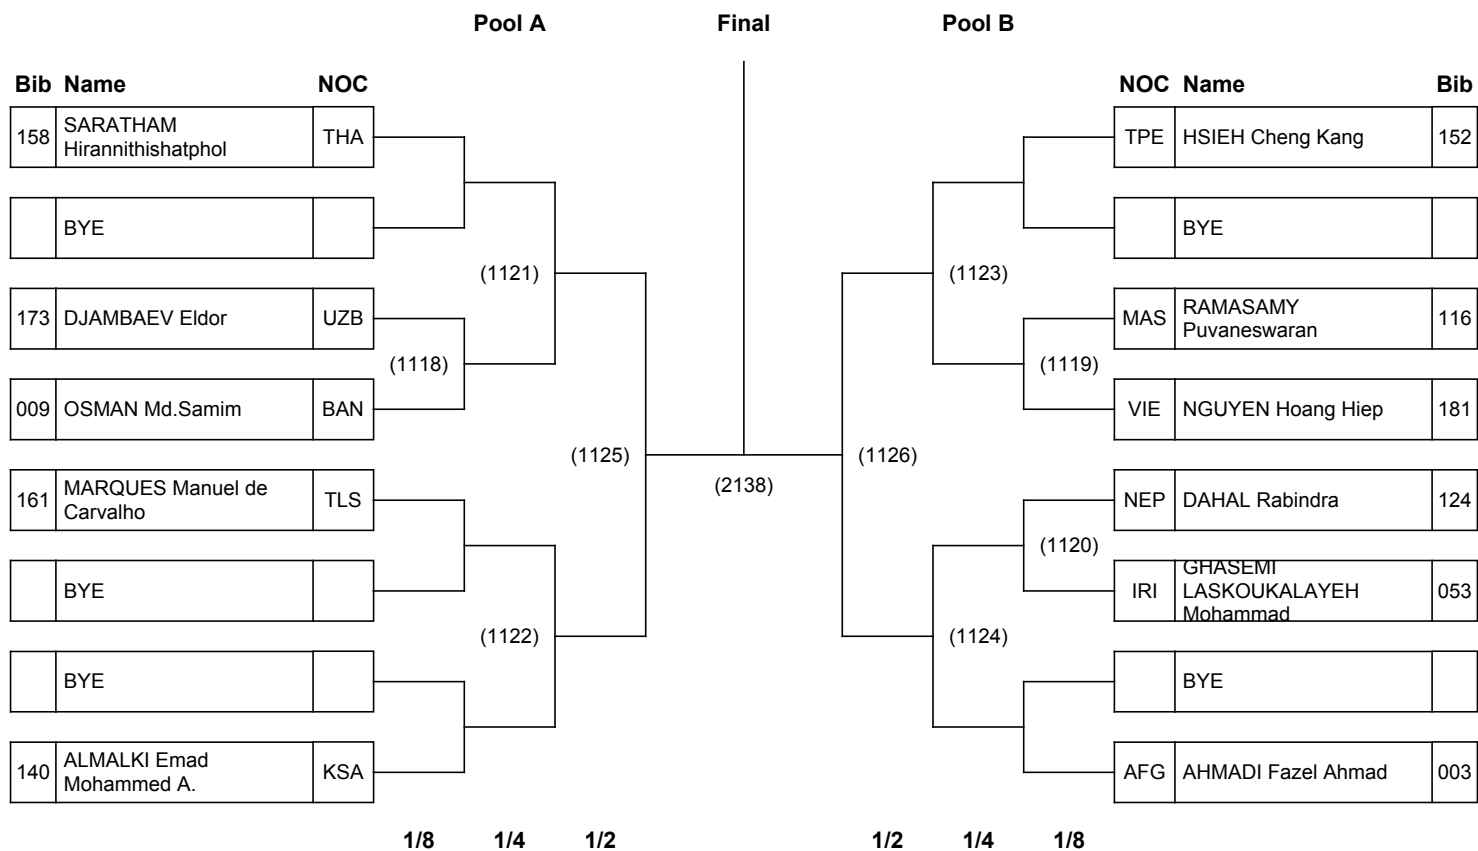 Pool A Final Pool B
Bib Name NOC NOC Name Bib
158 SARATHAM
Hirannithishatphol THA TPE HSIEH Cheng Kang 152
BYE BYE
(1121) (1123)
173 DJAMBAEV Eldor UZB MAS RAMASAMY
Puvaneswaran 116
(1118) (1119)
009 OSMAN Md.Samim BAN VIE NGUYEN Hoang Hiep 181
(1125) (1126)
(2138)
161 MARQUES Manuel de
Carvalho TLS NEP DAHAL Rabindra 124
(1120)
BYE IRI GHASEMI
LASKOUKALAYEH
Mohammad 053
(1122) (1124)
BYE BYE
140 ALMALKI Emad
Mohammed A. KSA AFG AHMADI Fazel Ahmad 003
1/8 1/4 1/2 1/2 1/4 1/8